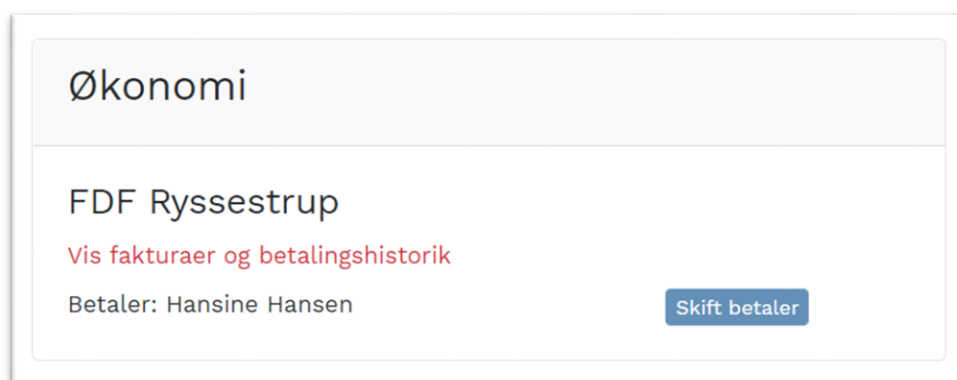 Økonomi
FDF Ryssestrup
Vis fakturaer og betalingshistorik
Betaler: Hansine Hansen
Skift betaler